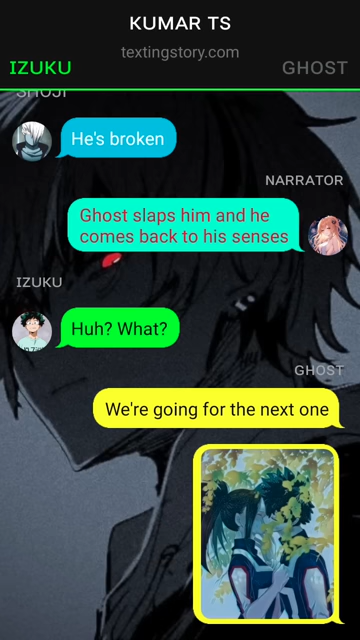 KUMAR TS
textingstory.com
IZUKU
GHOST
SHOJI
He's broken
NARRATOR
Ghost slaps him and he
comes back to his senses
IZUKU
Huh? What?
GHOST
We're going for the next one